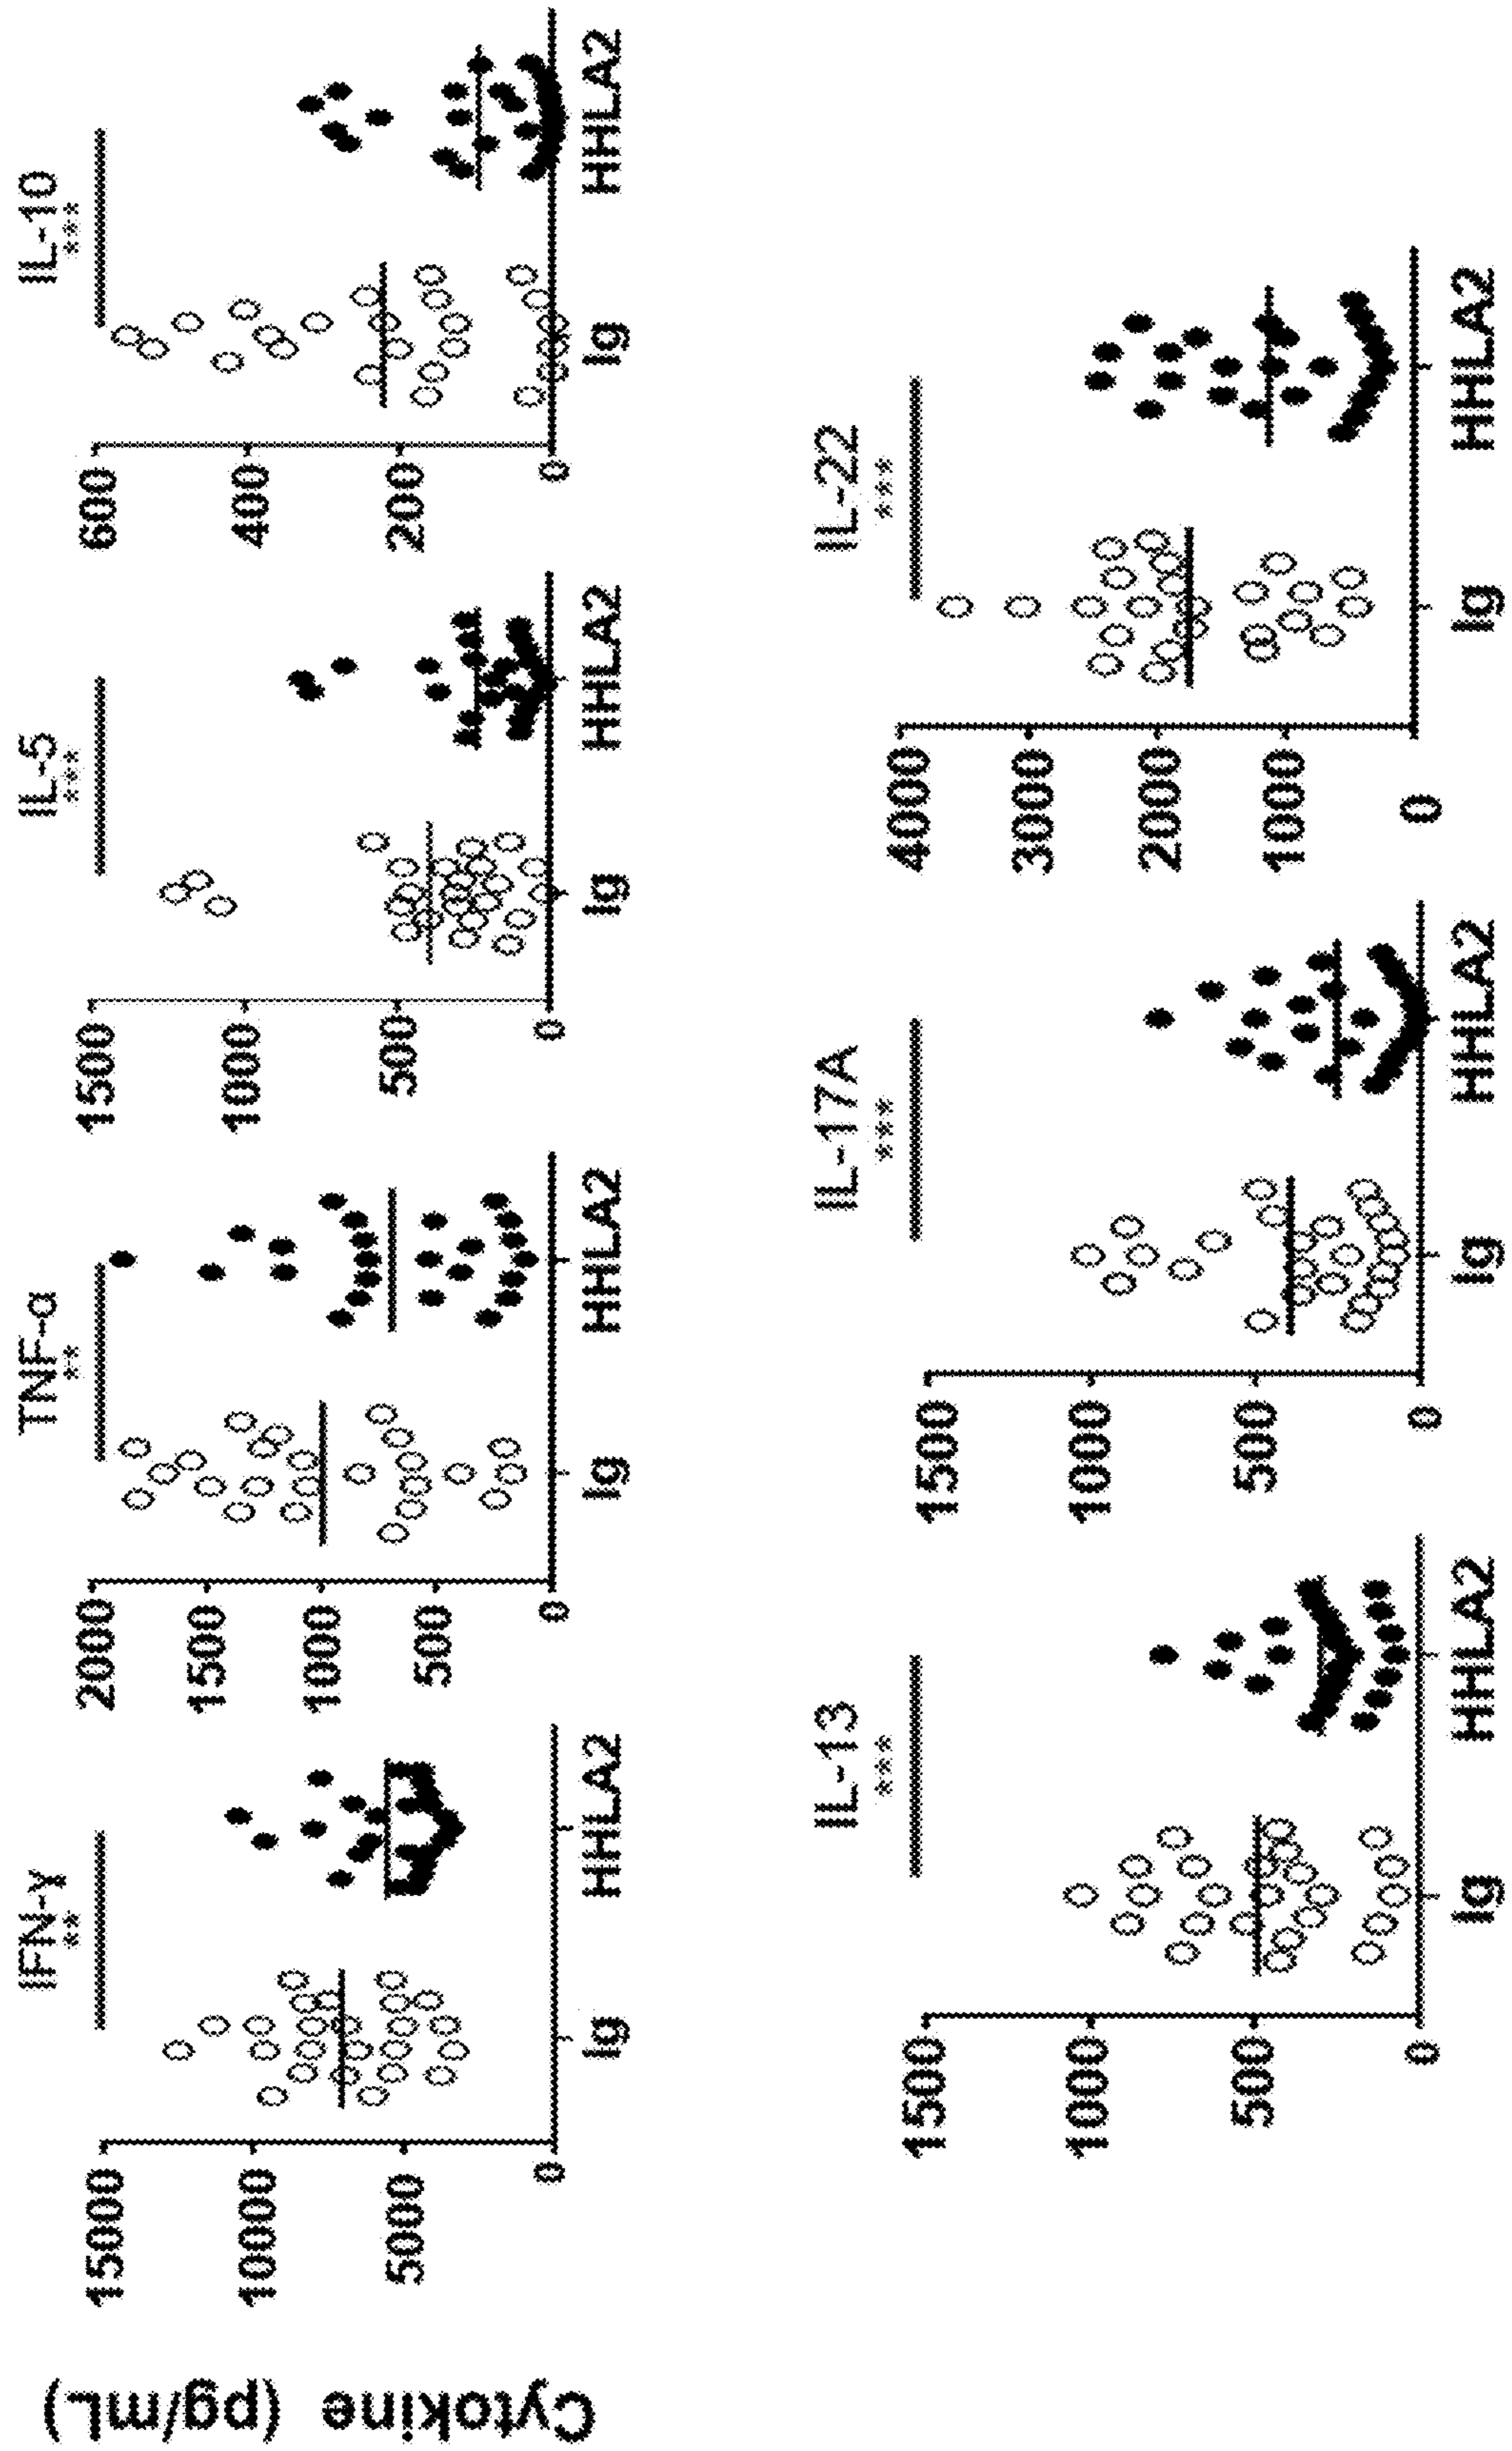 Cytokine (pg/mL)
IFN-γ
**
15000
10000
5000
0
Ig
HHLA2
TNF-α
**
2000
1500
1000
500
0
Ig
HHLA2
IL-5
***
1500
1000
500
0
Ig
HHLA2
IL-10
***
600
400
200
0
Ig
HHLA2
IL-13
***
1500
1000
500
0
Ig
HHLA2
IL-17A
***
1500
1000
500
0
Ig
HHLA2
IL-22
***
4000
3000
2000
1000
0
Ig
HHLA2